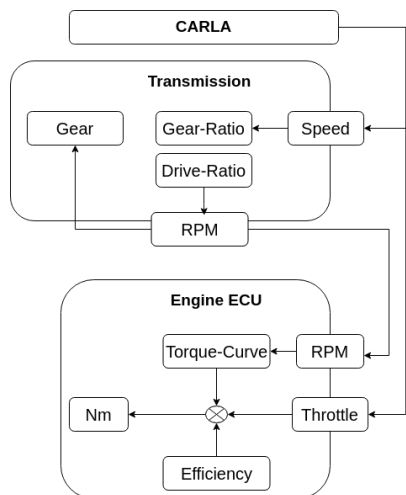 CARLA
Transmission
Gear
Gear-Ratio
Speed
Drive-Ratio
RPM
Engine ECU
Torque-Curve
RPM
Nm
Throttle
Efficiency